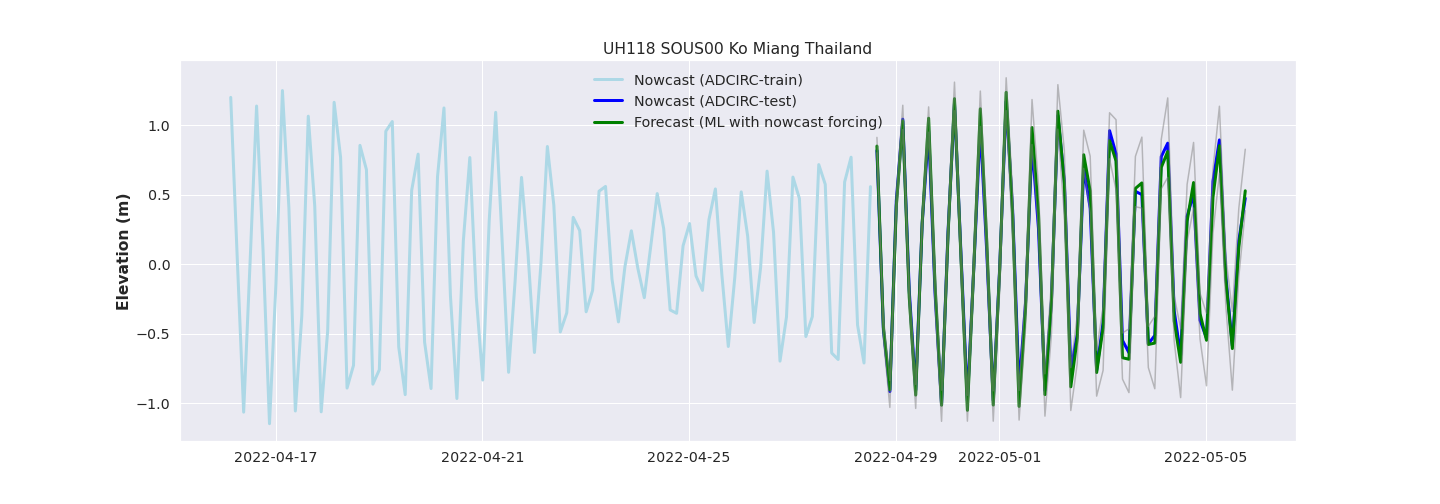 UH118 SOUS00 Ko Miang Thailand
Nowcast (ADCIRC-train)
Nowcast (ADCIRC-test)
Forecast (ML with nowcast forcing)
Elevation (m)
1.0
0.5
0.0
−0.5
−1.0
2022-04-17
2022-04-21
2022-04-25
2022-04-29
2022-05-01
2022-05-05